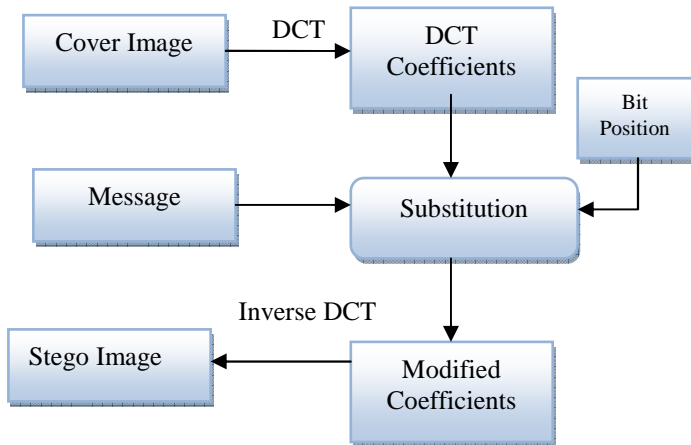 Cover Image
DCT
DCT
Coefficients
Bit
Position
Message
Substitution
Inverse DCT
Stego Image
Modified
Coefficients